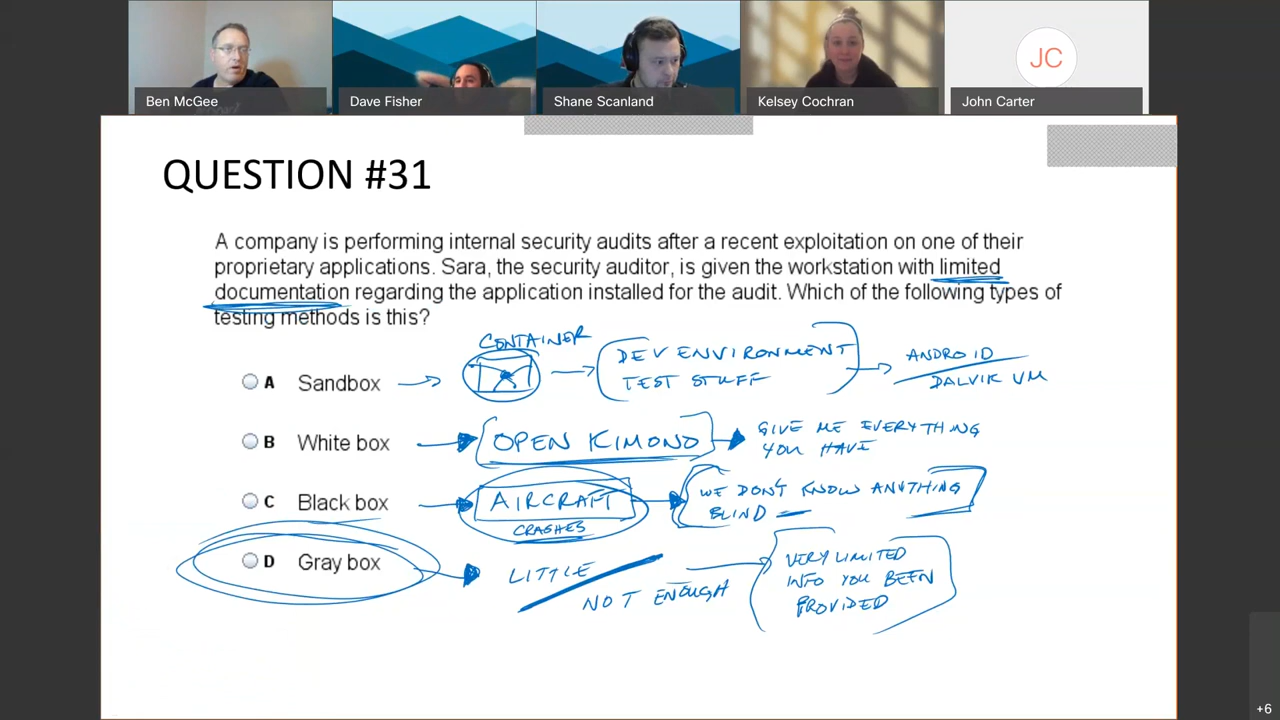 Ben McGee
Dave Fisher
Shane Scanland
Kelsey Cochran
JC
John Carter
QUESTION #31
A company is performing internal security audits after a recent exploitation on one of their
proprietary applications. Sara, the security auditor, is given the workstation with limited
documentation regarding the application installed for the audit. Which of the following types of
testing methods is this?
CONTAINER
A Sandbox
DEV ENVIRONMENT
TEST STUFF
ANDROID
DALVIK VM
B White box
OPEN KIMONO
GIVE ME EVERYTHING
YOU HAVE
C Black box
AIRCRAFT
CRASHES
WE DON'T KNOW ANYTHING
BLIND
D Gray box
LITTLE
NOT ENOUGH
VERY LIMITED
INFO YOU BEEN
PROVIDED
+6